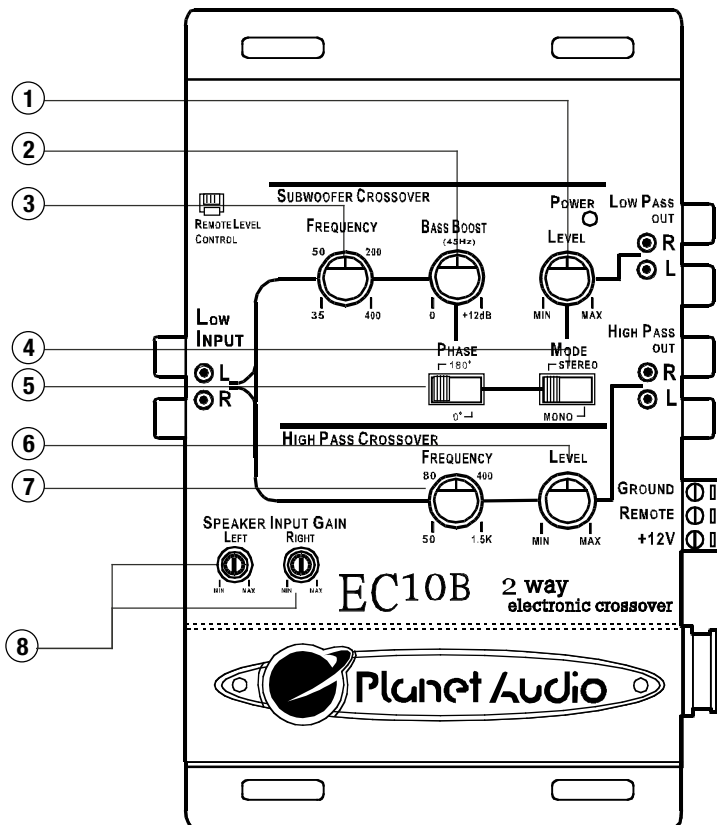 1
2
3
SUBWOOFER CROSSOVER
POWER
LOW PASS OUT
REMOTE LEVEL CONTROL
FREQUENCY
50 200
35 400
BASS BOOST
(45HZ)
0 +12dB
LEVEL
MIN MAX
R
L
LOW INPUT
L
R
4
5
PHASE
180°
0°
MODE
STEREO
MONO
HIGH PASS OUT
R
L
6
7
HIGH PASS CROSSOVER
FREQUENCY
80 400
50 1.5K
LEVEL
MIN MAX
GROUND
REMOTE
+12V
SPEAKER INPUT GAIN
LEFT RIGHT
MIN MAX MIN MAX
8
EC10B
2 way
electronic crossover
Planet Audio